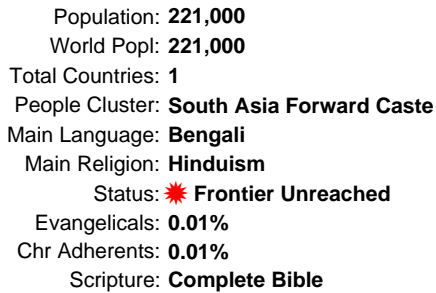 Population: 221,000
World Popl: 221,000
Total Countries: 1
People Cluster: South Asia Forward Caste
Main Language: Bengali
Main Religion: Hinduism
Status: Frontier Unreached
Evangelicals: 0.01%
Chr Adherents: 0.01%
Scripture: Complete Bible